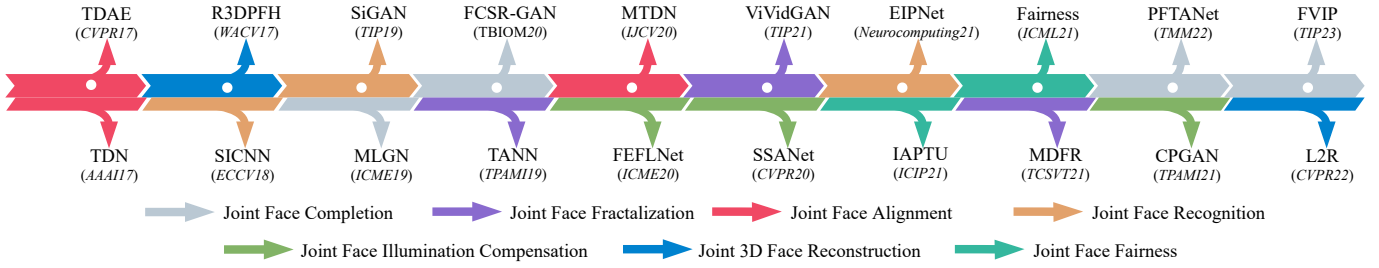 TDAE R3DPFH SiGAN FCSR-GAN MTDN ViVidGAN EIPNet Fairness PFTANet FVIP
(CVPR17) (WACV17) (TIP19) (TBIOM20) (IJCV20) (TIP21) (Neurocomputing21) (ICML21) (TMM22) (TIP23)
TDN SICNN MLGN TANN FEFLNet SSANet IAPTU MDFR CPGAN L2R
(AAAI17) (ECCV18) (ICME19) (TPAMI19) (ICME20) (CVPR20) (ICIP21) (TCSVT21) (TPAMI21) (CVPR22)
Joint Face Completion Joint Face Fractalization Joint Face Alignment Joint Face Recognition
Joint Face Illumination Compensation Joint 3D Face Reconstruction Joint Face Fairness